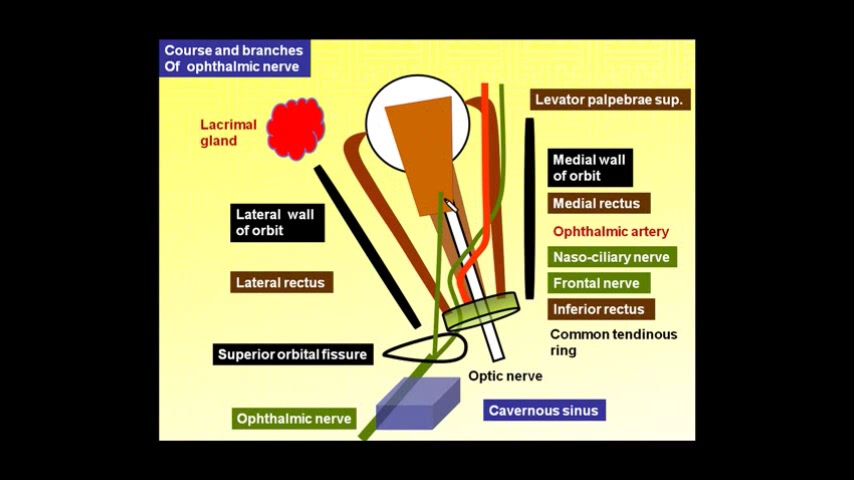 Course and branches
Of ophthalmic nerve
Lacrimal
gland
Levator palpebrae sup.
Medial wall
of orbit
Medial rectus
Lateral wall
of orbit
Ophthalmic artery
Naso-ciliary nerve
Lateral rectus
Frontal nerve
Inferior rectus
Common tendinous
ring
Superior orbital fissure
Optic nerve
Ophthalmic nerve
Cavernous sinus